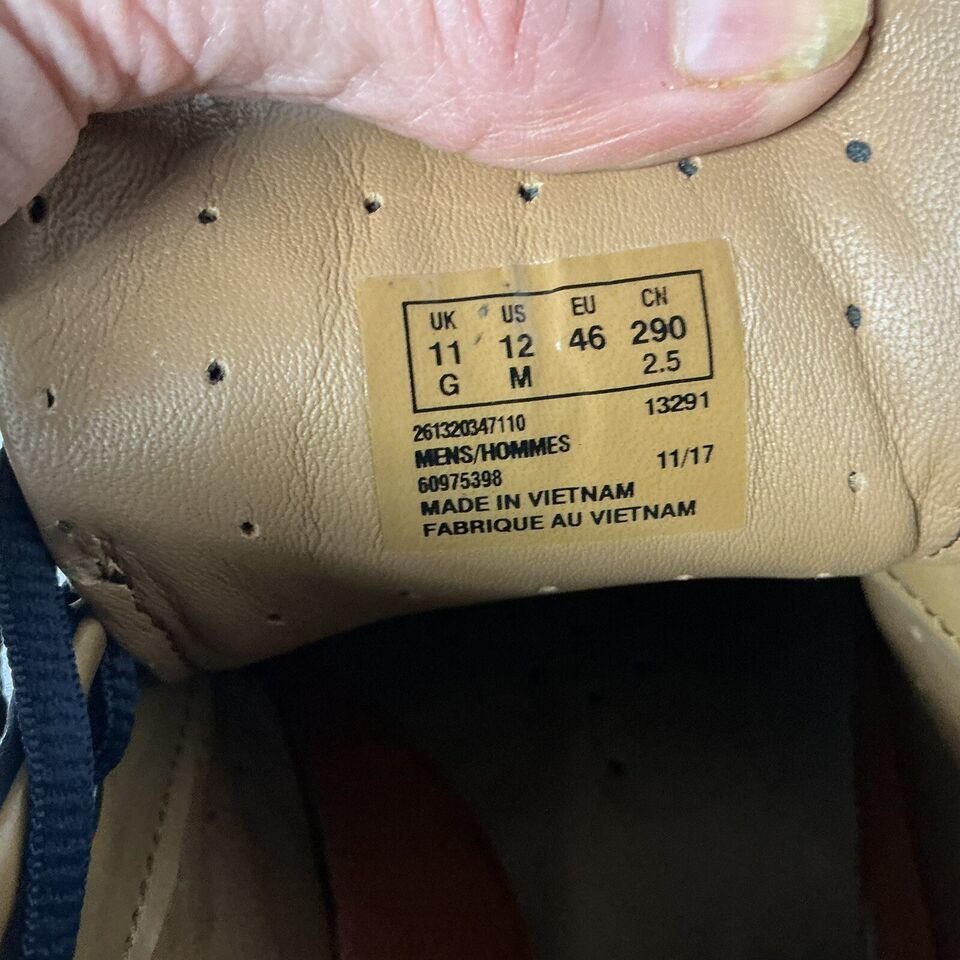 UK US EU CN
11 12 46 290
G M 2.5
261320347110 13291
MENS/HOMMES
60975398 11/17
MADE IN VIETNAM
FABRIQUE AU VIETNAM